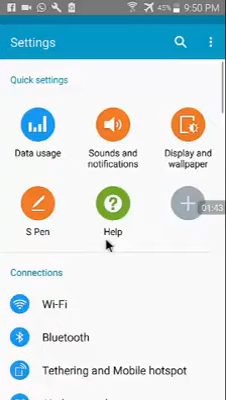 45% 9:50 PM
Settings
Quick settings
Data usage
Sounds and
notifications
Display and
wallpaper
S Pen
Help
01:43
Connections
Wi-Fi
Bluetooth
Tethering and Mobile hotspot